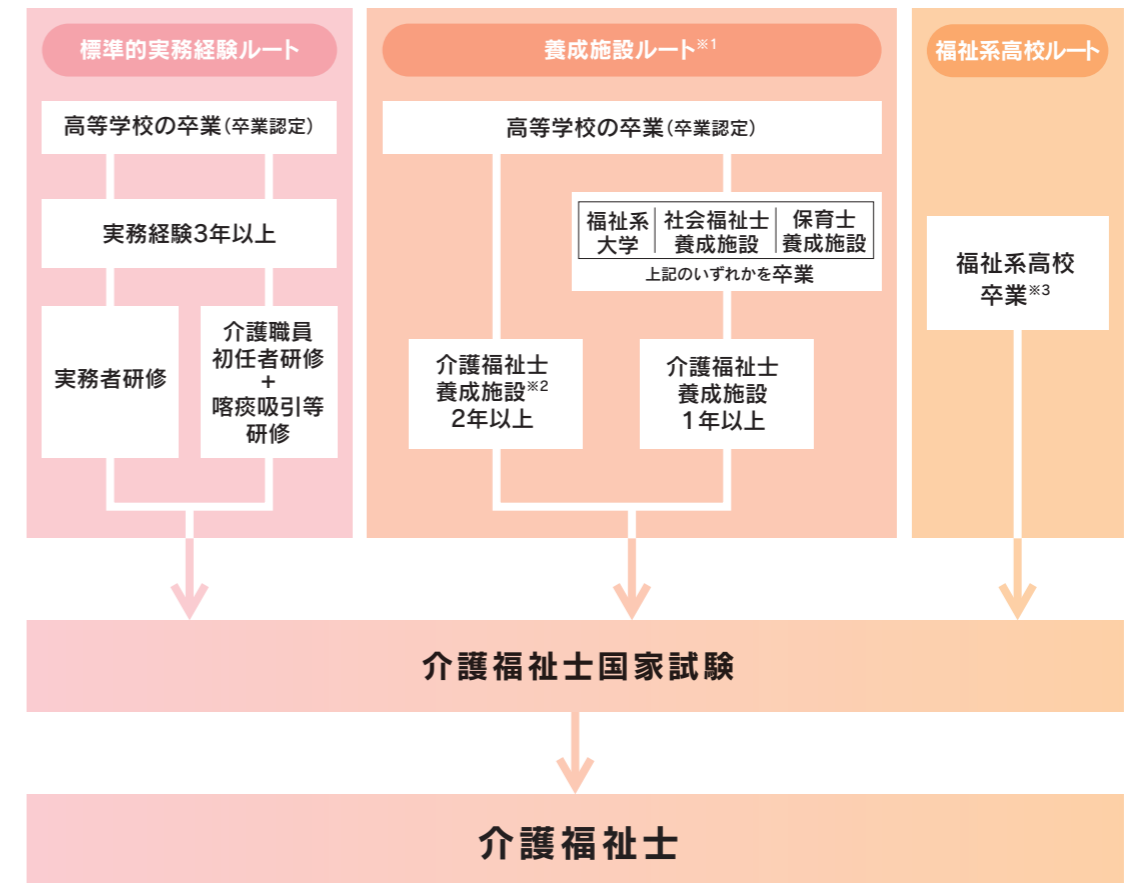 標準的実務経験ルート
高等学校の卒業(卒業認定)
実務経験3年以上
実務者研修
介護職員
初任者研修
+
喀痰吸引等
研修
養成施設ルート※1
高等学校の卒業(卒業認定)
福祉系
大学
社会福祉士
養成施設
保育士
養成施設
上記のいずれかを卒業
介護福祉士
養成施設※2
2年以上
介護福祉士
養成施設
1年以上
福祉系高校ルート
福祉系高校
卒業※3
介護福祉士国家試験
介護福祉士